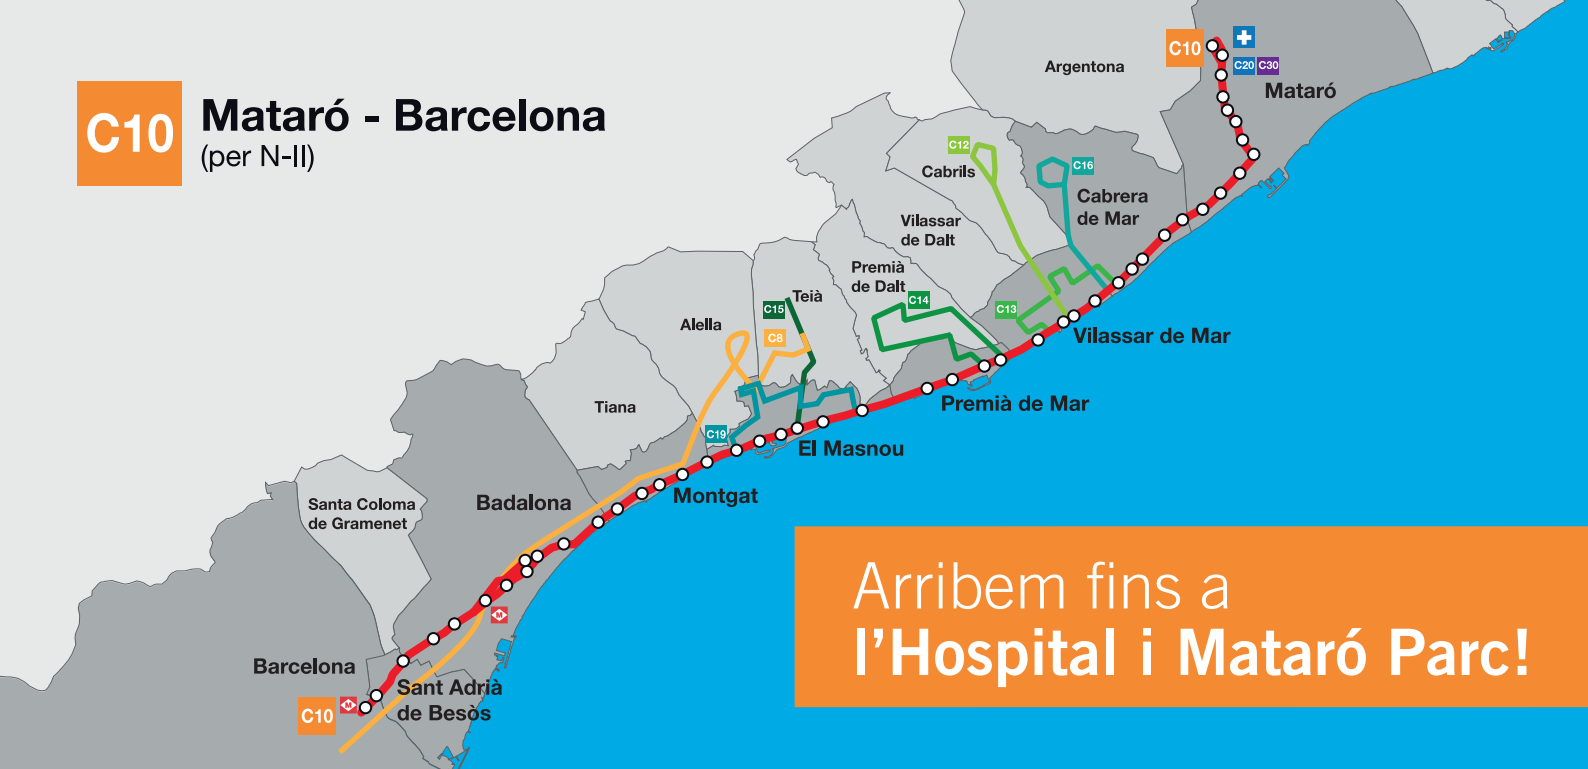 C10
Mataró - Barcelona
(per N-II)
C10
C20 C30
Mataró
Argentona
C12
Cabrils
C16
Cabrera
de Mar
Vilassar
de Dalt
Premià
de Dalt
C14
C13
Vilassar de Mar
C15
Teià
C8
Alella
Premià de Mar
Tiana
C19
El Masnou
Montgat
Badalona
Santa Coloma
de Gramenet
M
Barcelona
M
C10
Sant Adrià
de Besòs
Arribem fins a
l'Hospital i Mataró Parc!